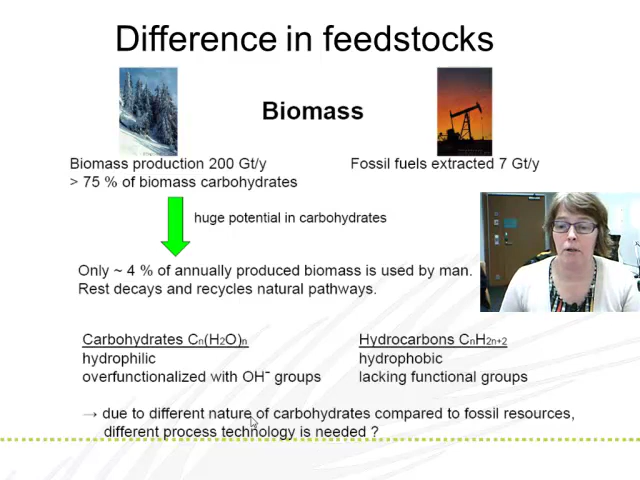 Difference in feedstocks
Biomass
Biomass production 200 Gt/y
> 75 % of biomass carbohydrates
Fossil fuels extracted 7 Gt/y
huge potential in carbohydrates
Only ~ 4 % of annually produced biomass is used by man.
Rest decays and recycles natural pathways.
Carbohydrates Cn(H2O)n
hydrophilic
overfunctionalized with OH⁻ groups
Hydrocarbons CnH2n+2
hydrophobic
lacking functional groups
→ due to different nature of carbohydrates compared to fossil resources,
different process technology is needed ?